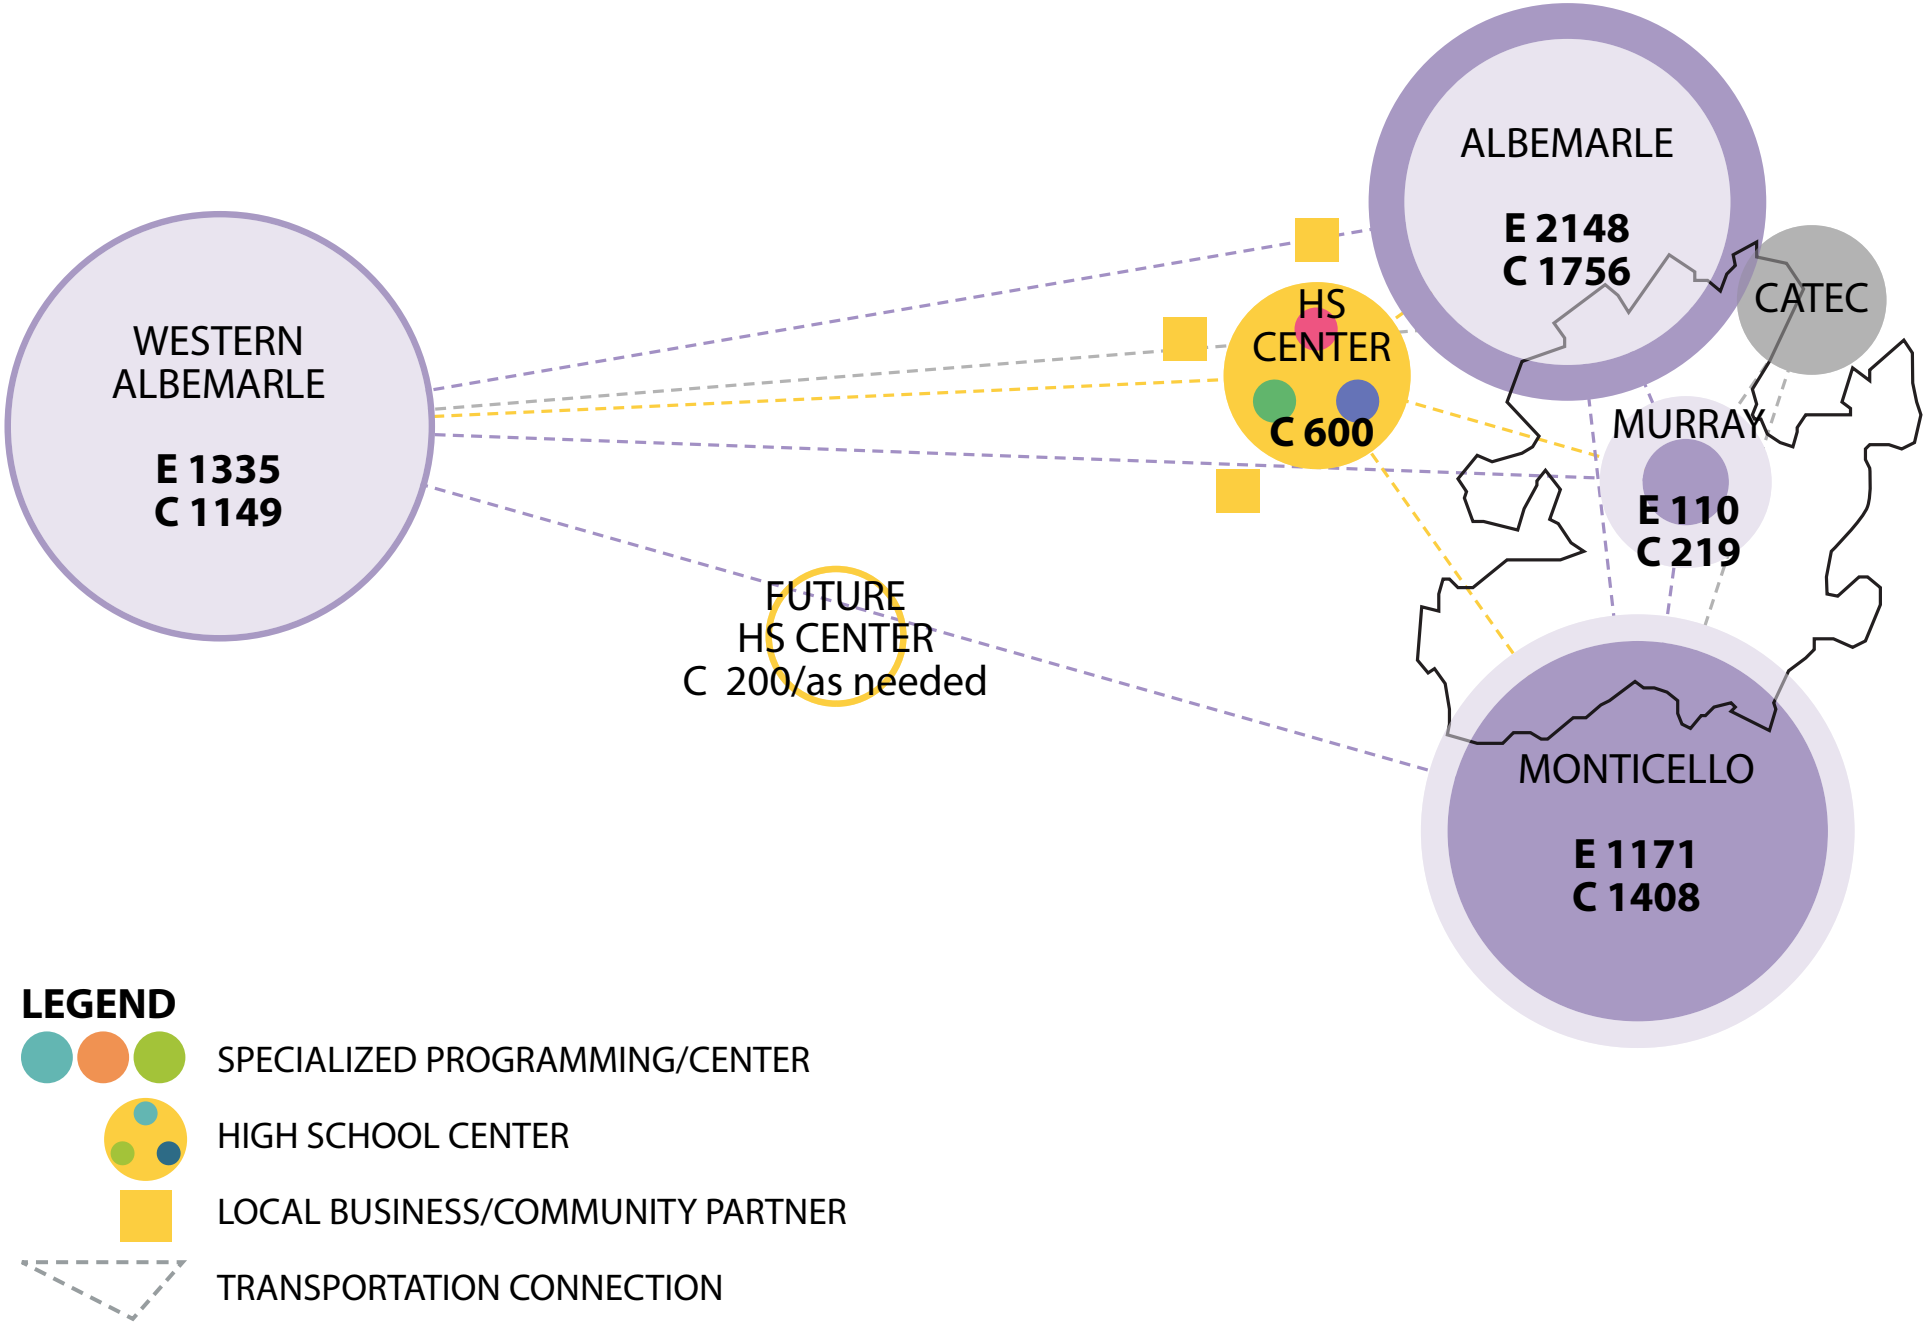 ALBEMARLE
E 2148
C 1756
CATEC
HS
CENTER
C 600
WESTERN
ALBEMARLE
E 1335
C 1149
MURRAY
E 110
C 219
FUTURE
HS CENTER
C 200/as needed
MONTICELLO
E 1171
C 1408
LEGEND
SPECIALIZED PROGRAMMING/CENTER
HIGH SCHOOL CENTER
LOCAL BUSINESS/COMMUNITY PARTNER
TRANSPORTATION CONNECTION